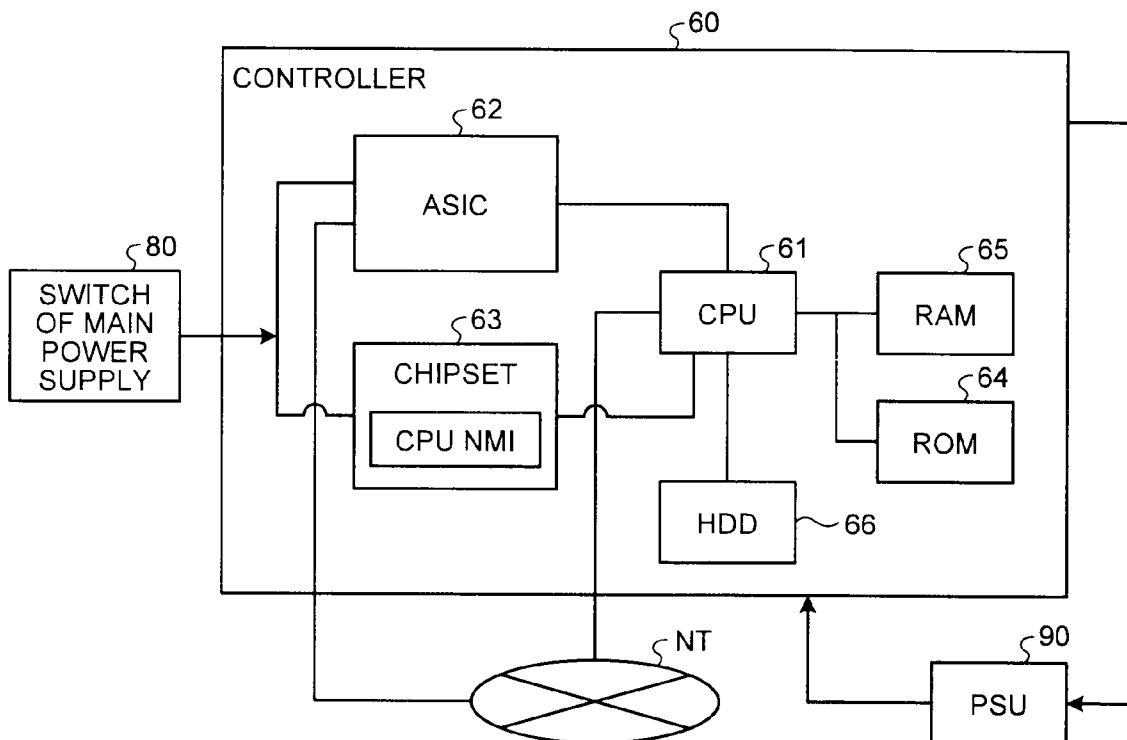 60
CONTROLLER
62
ASIC
80
SWITCH
OF MAIN
POWER
SUPPLY
61
CPU
65
RAM
63
CHIPSET
CPU NMI
64
ROM
HDD
66
NT
90
PSU